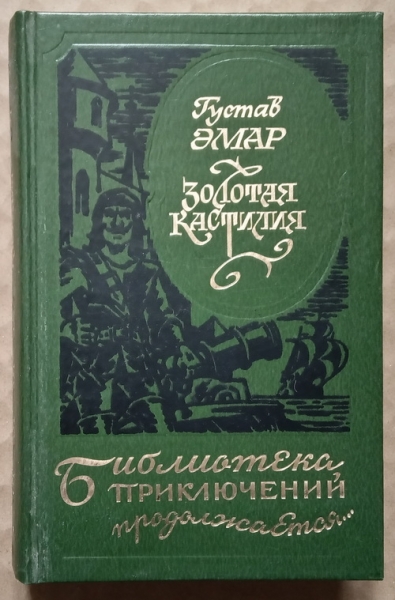 Густав
ЭМАР
ЗОЛОТАЯ
КАСТИЛИЯ
Библиотека
ПРИКЛЮЧЕНИЙ
продолжается...